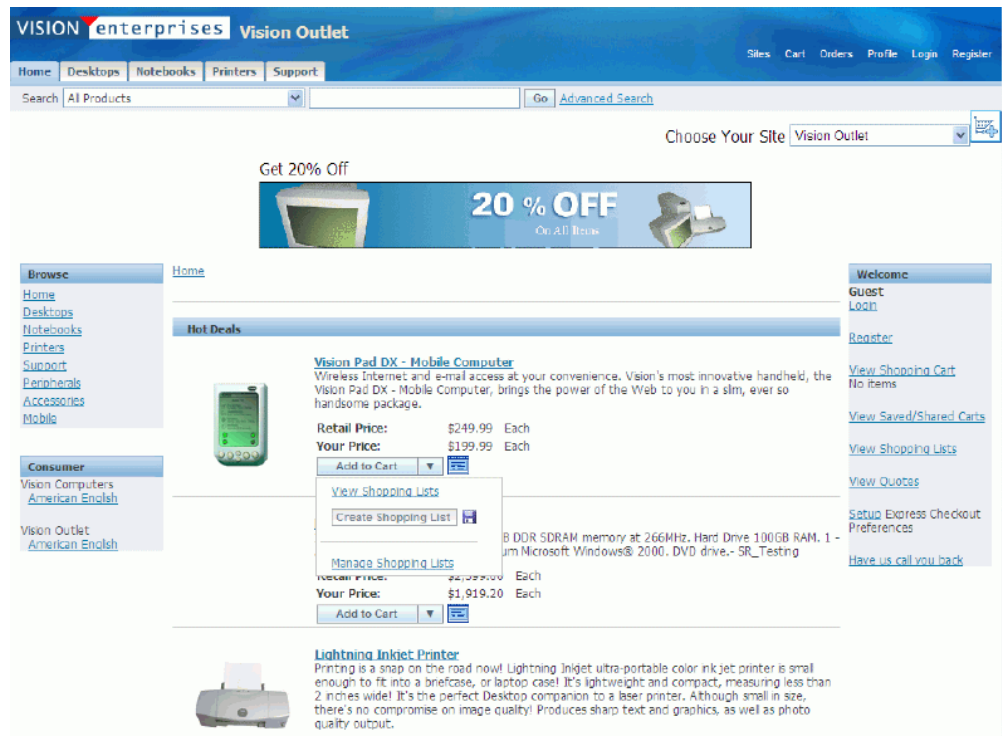 VISION enterprises Vision Outlet
Sites Cart Orders Profile Login Register
Home Desktops Notebooks Printers Support
Search All Products Go Advanced Search
Choose Your Site Vision Outlet
Get 20% Off
20 % OFF
On All Items
Browse
Home
Desktops
Notebooks
Printers
Support
Peripherals
Accessories
Mobile
Consumer
Vision Computers
American English
Vision Outlet
American English
Home
Hot Deals
Vision Pad DX - Mobile Computer
Wireless Internet and e-mail access at your convenience. Vision's most innovative handheld, the
Vision Pad DX - Mobile Computer, brings the power of the Web to you in a slim, ever so
handsome package.
Retail Price: $249.99 Each
Your Price: $199.99 Each
Add to Cart
View Shopping Lists
Create Shopping List
Manage Shopping Lists
B DDR SDRAM memory at 266MHz. Hard Drive 100GB RAM. 1 -
um Microsoft Windows® 2000. DVD drive.- SR_Testing
Retail Price: Each
Your Price: $1,919.20 Each
Add to Cart
Lightning Inkjet Printer
Printing is a snap on the road now! Lightning Inkjet ultra-portable color ink jet printer is small
enough to fit into a briefcase, or laptop case! It's lightweight and compact, measuring less than
2 inches wide! It's the perfect Desktop companion to a laser printer. Although small in size,
there's no compromise on image quality! Produces sharp text and graphics, as well as photo
quality output.
Welcome
Guest
Login
Register
View Shopping Cart
No items
View Saved/Shared Carts
View Shopping Lists
View Quotes
Setup Express Checkout
Preferences
Have us call you back